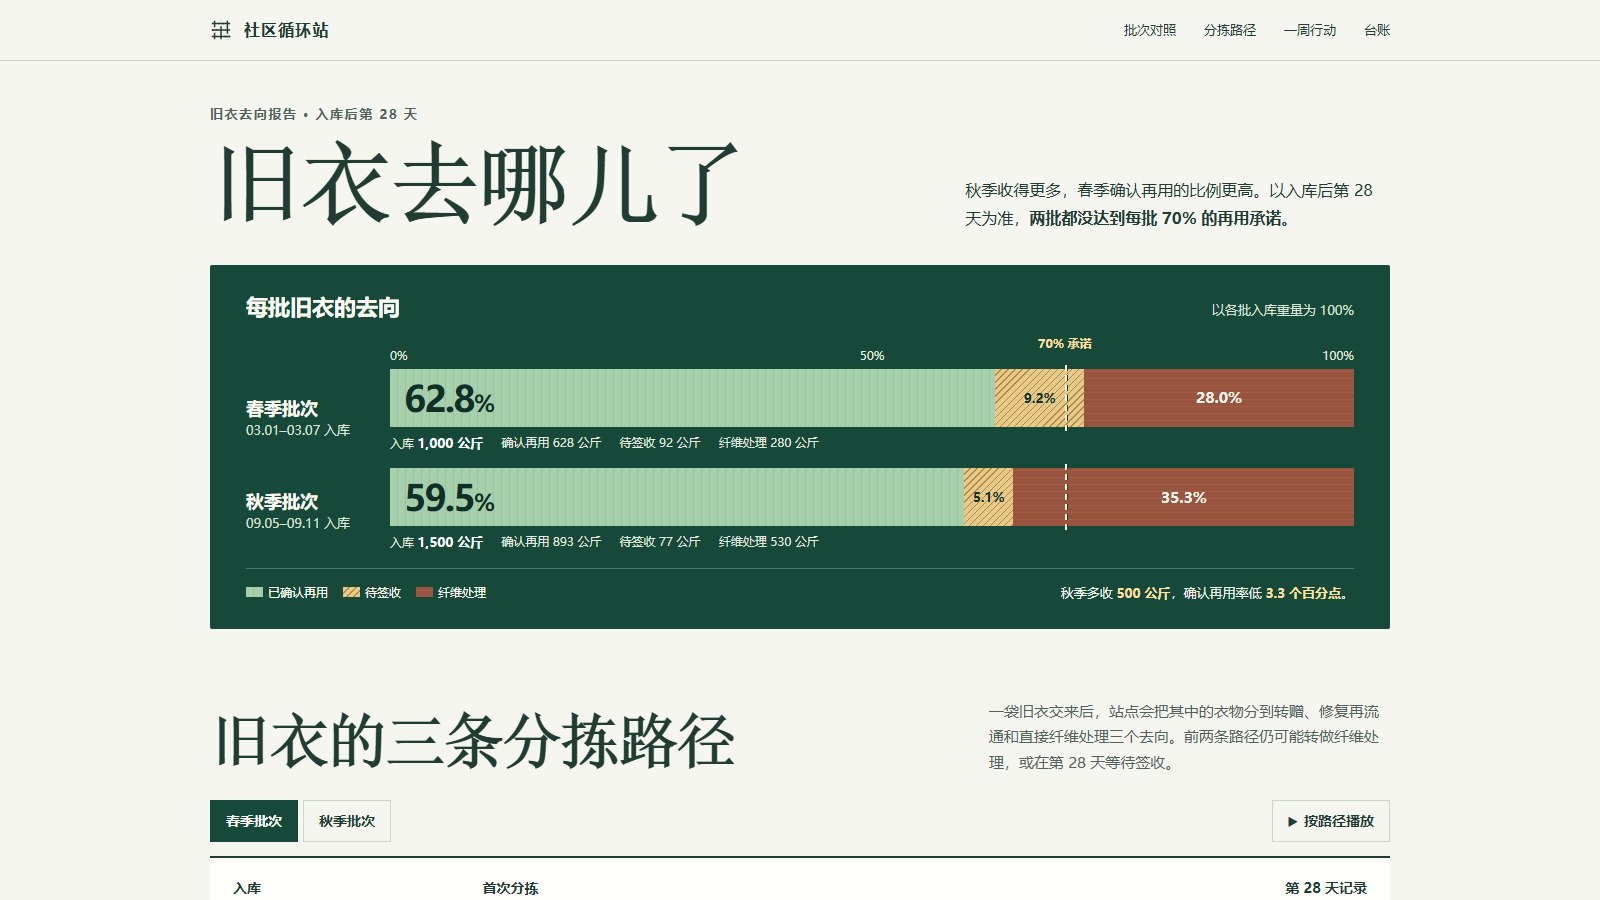 社区循环站
批次对照 分拣路径 一周行动 台账
旧衣去向报告 • 入库后第 28 天
旧衣去哪儿了
秋季收得更多，春季确认再用的比例更高。以入库后第 28
天为准，两批都没达到每批 70% 的再用承诺。
每批旧衣的去向
以各批入库重量为 100%
70% 承诺
0% 50% 100%
春季批次
03.01–03.07 入库
62.8% 9.2% 28.0%
入库 1,000 公斤 确认再用 628 公斤 待签收 92 公斤 纤维处理 280 公斤
秋季批次
09.05–09.11 入库
59.5% 5.1% 35.3%
入库 1,500 公斤 确认再用 893 公斤 待签收 77 公斤 纤维处理 530 公斤
已确认再用 待签收 纤维处理
秋季多收 500 公斤，确认再用率低 3.3 个百分点。
旧衣的三条分拣路径
一袋旧衣交来后，站点会把其中的衣物分到转赠、修复再流
通和直接纤维处理三个去向。前两条路径仍可能转做纤维处
理，或在第 28 天等待签收。
春季批次 秋季批次
▶ 按路径播放
入库 首次分拣 第 28 天记录